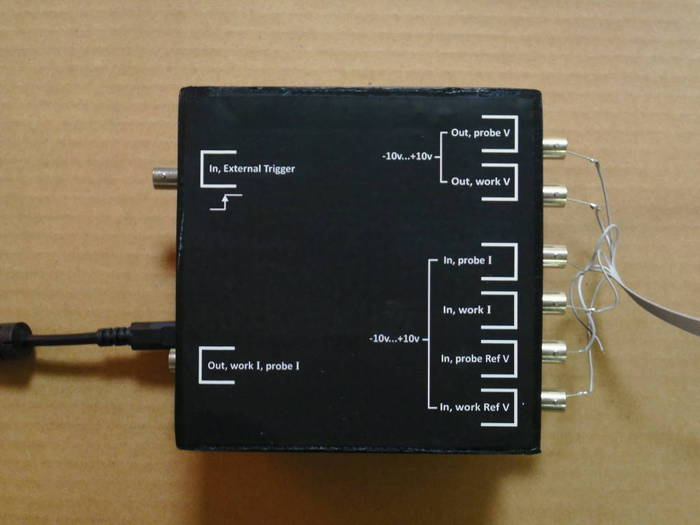 In, External Trigger
Out, work I, probe I
Out, probe V
-10v...+10v
Out, work V
In, probe I
In, work I
-10v...+10v
In, probe Ref V
In, work Ref V